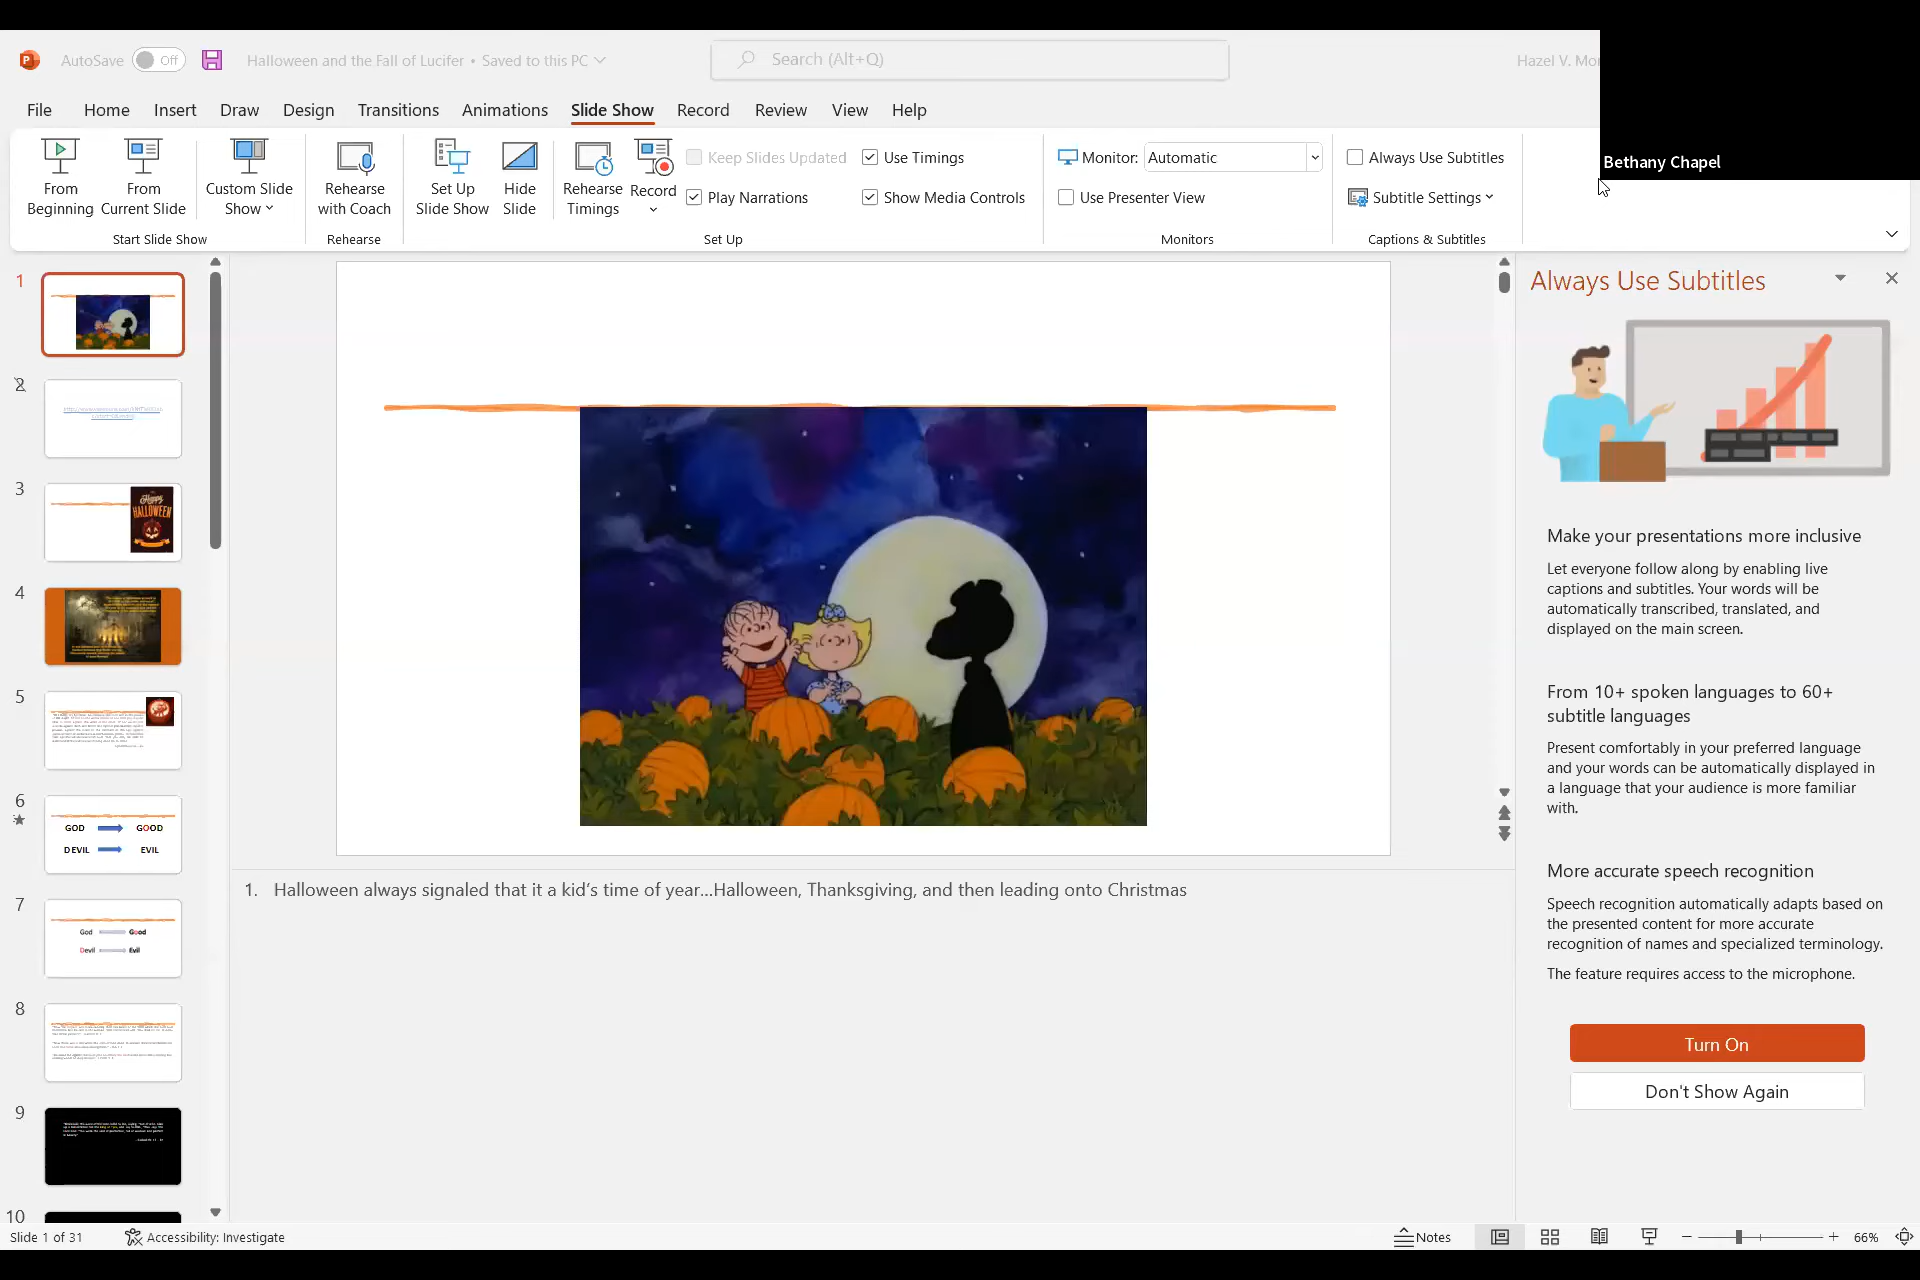 AutoSave Off Halloween and the Fall of Lucifer • Saved to this PC Search (Alt+Q) Hazel V. Mo
File Home Insert Draw Design Transitions Animations Slide Show Record Review View Help
From Beginning
From Current Slide
Custom Slide Show
Start Slide Show
Rehearse with Coach
Rehearse
Set Up Slide Show
Hide Slide
Rehearse Timings
Record
Keep Slides Updated
Play Narrations
Use Timings
Show Media Controls
Set Up
Monitor: Automatic
Use Presenter View
Monitors
Always Use Subtitles
Subtitle Settings
Captions & Subtitles
Bethany Chapel
1
2
3
Happy
HALLOWEEN
4
5
6
GOD GOOD
DEVIL EVIL
7
God Good
Devil Evil
8
9
10
1. Halloween always signaled that it a kid’s time of year...Halloween, Thanksgiving, and then leading onto Christmas
Always Use Subtitles
Make your presentations more inclusive
Let everyone follow along by enabling live
captions and subtitles. Your words will be
automatically transcribed, translated, and
displayed on the main screen.
From 10+ spoken languages to 60+
subtitle languages
Present comfortably in your preferred language
and your words can be automatically displayed in
a language that your audience is more familiar
with.
More accurate speech recognition
Speech recognition automatically adapts based on
the presented content for more accurate
recognition of names and specialized terminology.
The feature requires access to the microphone.
Turn On
Don't Show Again
Slide 1 of 31 Accessibility: Investigate Notes 66%